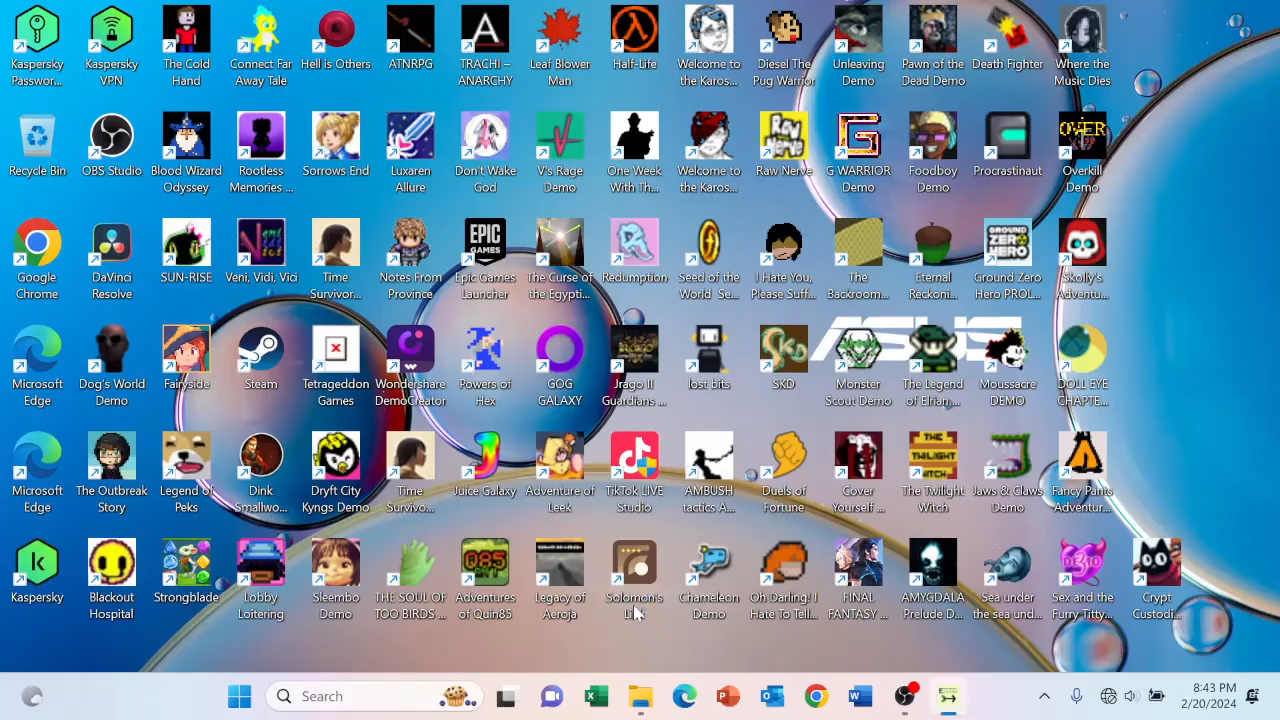 Kaspersky Passwor...
Kaspersky VPN
The Cold Hand
Connect Far Away Tale
Hell is Others
ATNRPG
TRACHI – ANARCHY
Leaf Blower Man
Half-Life
Welcome to the Karos...
Diesel The Pug Warrior
Unleaving Demo
Pawn of the Dead Demo
Death Fighter
Where the Music Dies
Recycle Bin
OBS Studio
Blood Wizard Odyssey
Rootless Memories ...
Sorrows End
Luxaren Allure
Don't Wake God
V's Rage Demo
One Week With Th...
Welcome to the Karos...
Raw Nerve
G WARRIOR Demo
Foodboy Demo
Procrastinaut
Overkill Demo
Google Chrome
DaVinci Resolve
SUN-RISE
Veni, Vidi, Vici
Time Survivor...
Notes From Province
Epic Games Launcher
The Curse of the Egypti...
Redumption
Seed of the World Se...
I Hate You, Please Suff...
The Backroom...
Eternal Reckoni...
Ground Zero Hero PROL...
Skolly's Adventu...
Microsoft Edge
Dog's World Demo
Fairyside
Steam
Tetrageddon Games
Wondershare DemoCreator
Powers of Hex
GOG GALAXY
Jrago II Guardians ...
lost bits
SKD
Monster Scout Demo
The Legend of Elrian ...
Moussacre DEMO
DOLL EYE CHAPTE...
ASUS
Microsoft Edge
The Outbreak Story
Legend of Peks
Dink Smallwo...
Dryft City Kyngs Demo
Time Survivo...
Juice Galaxy
Adventure of Leek
TikTok LIVE Studio
AMBUSH tactics A...
Duels of Fortune
Cover Yourself ...
The Twilight Witch
Jaws & Claws Demo
Fancy Pants Adventur...
Kaspersky
Blackout Hospital
Strongblade
Lobby Loitering
Sleembo Demo
THE SOUL OF TOO BIRDS ...
Adventures of Quin85
Legacy of Aeroja
Solomon's
Chameleon Demo
Oh Darling! I Hate To Tell...
FINAL FANTASY ...
AMYGDALA Prelude D...
Sea under the sea und...
Sex and the Furry Titty...
Crypt Custodi...
Search
8:43 PM
2/20/2024